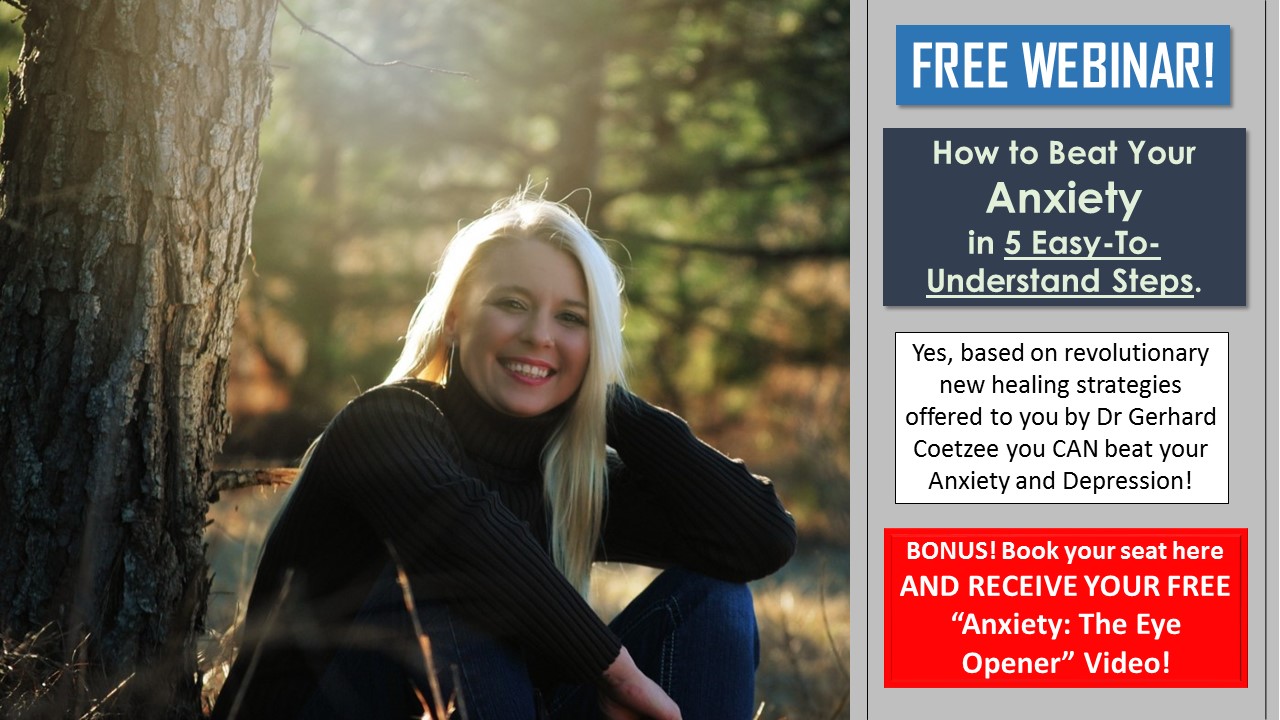 FREE WEBINAR!
How to Beat Your
Anxiety
in 5 Easy-To-
Understand Steps.
Yes, based on revolutionary
new healing strategies
offered to you by Dr Gerhard
Coetzee you CAN beat your
Anxiety and Depression!
BONUS! Book your seat here
AND RECEIVE YOUR FREE
“Anxiety: The Eye
Opener” Video!